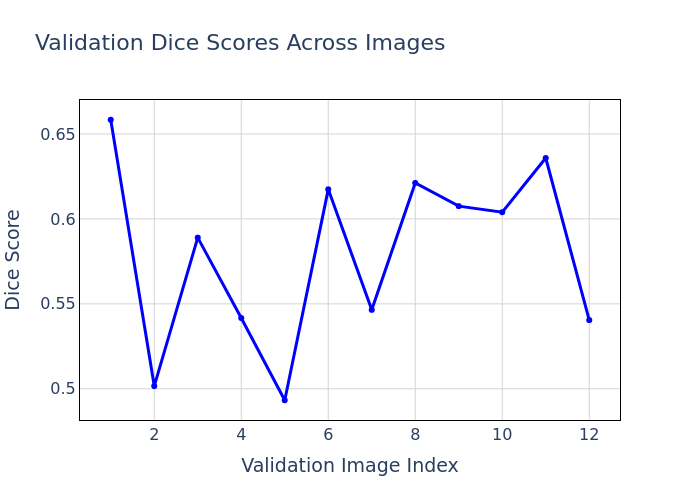 Validation Dice Scores Across Images
Dice Score
0.65
0.6
0.55
0.5
2 4 6 8 10 12
Validation Image Index